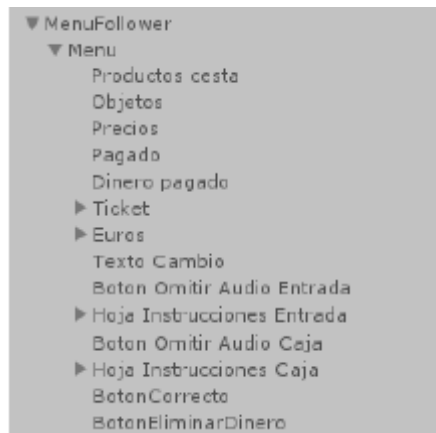 MenuFollower
Menu
Productos cesta
Objetos
Precios
Pagado
Dinero pagado
Ticket
Euros
Texto Cambio
Boton Omitir Audio Entrada
Hoja Instrucciones Entrada
Boton Omitir Audio Caja
Hoja Instrucciones Caja
BotonCorrecto
BotonEliminarDinero